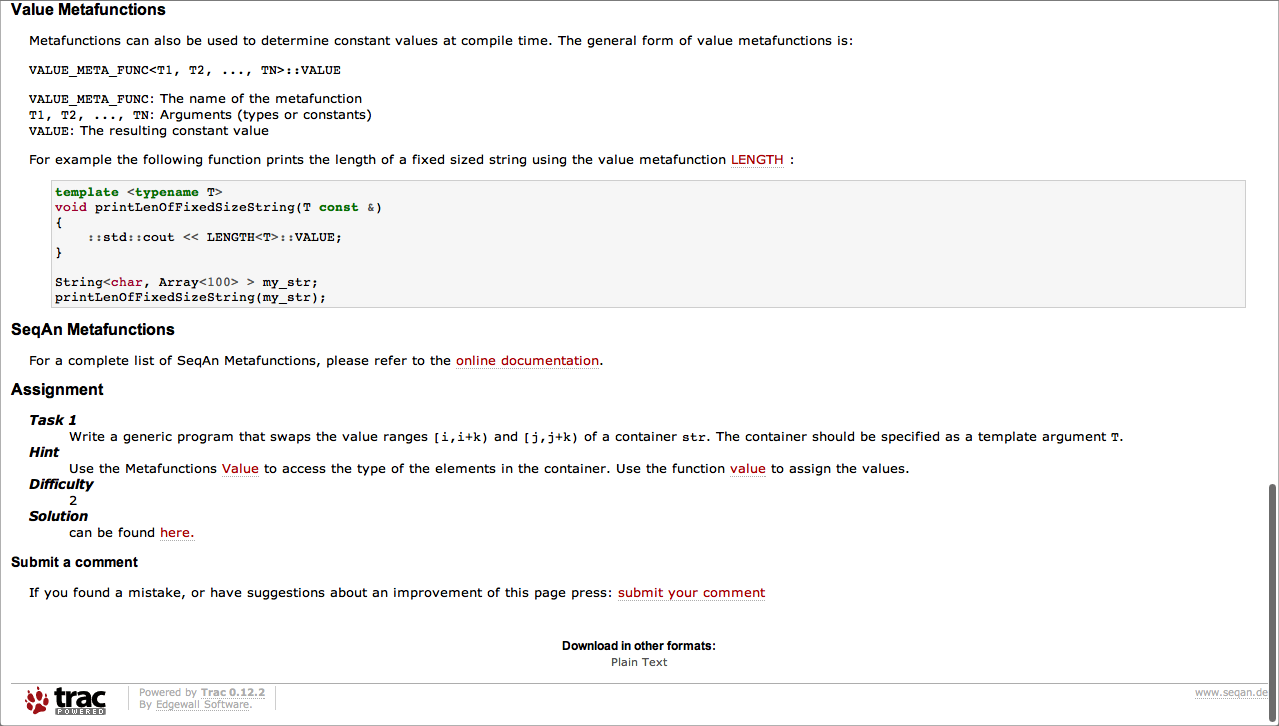 Value Metafunctions
Metafunctions can also be used to determine constant values at compile time. The general form of value metafunctions is:
VALUE_META_FUNC<T1, T2, ..., TN>::VALUE
VALUE_META_FUNC: The name of the metafunction
T1, T2, ..., TN: Arguments (types or constants)
VALUE: The resulting constant value
For example the following function prints the length of a fixed sized string using the value metafunction LENGTH :
template <typename T>
void printLenOfFixedSizeString(T const &)
{
    ::std::cout << LENGTH<T>::VALUE;
}
String<char, Array<100> > my_str;
printLenOfFixedSizeString(my_str);
SeqAn Metafunctions
For a complete list of SeqAn Metafunctions, please refer to the online documentation.
Assignment
Task 1
Write a generic program that swaps the value ranges [i,i+k) and [j,j+k) of a container str. The container should be specified as a template argument T.
Hint
Use the Metafunctions Value to access the type of the elements in the container. Use the function value to assign the values.
Difficulty
2
Solution
can be found here.
Submit a comment
If you found a mistake, or have suggestions about an improvement of this page press: submit your comment
Download in other formats:
Plain Text
trac
POWERED
Powered by Trac 0.12.2
By Edgewall Software.
www.seqan.de